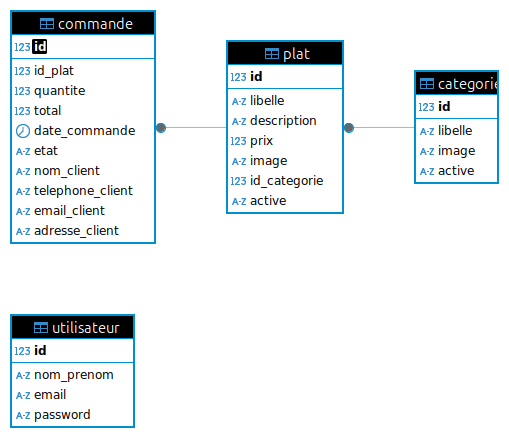 commande
123 id
123 id_plat
123 quantite
123 total
date_commande
A-Z etat
A-Z nom_client
A-Z telephone_client
A-Z email_client
A-Z adresse_client
plat
123 id
A-Z libelle
A-Z description
123 prix
A-Z image
123 id_categorie
A-Z active
categorie
123 id
A-Z libelle
A-Z image
A-Z active
utilisateur
123 id
A-Z nom_prenom
A-Z email
A-Z password